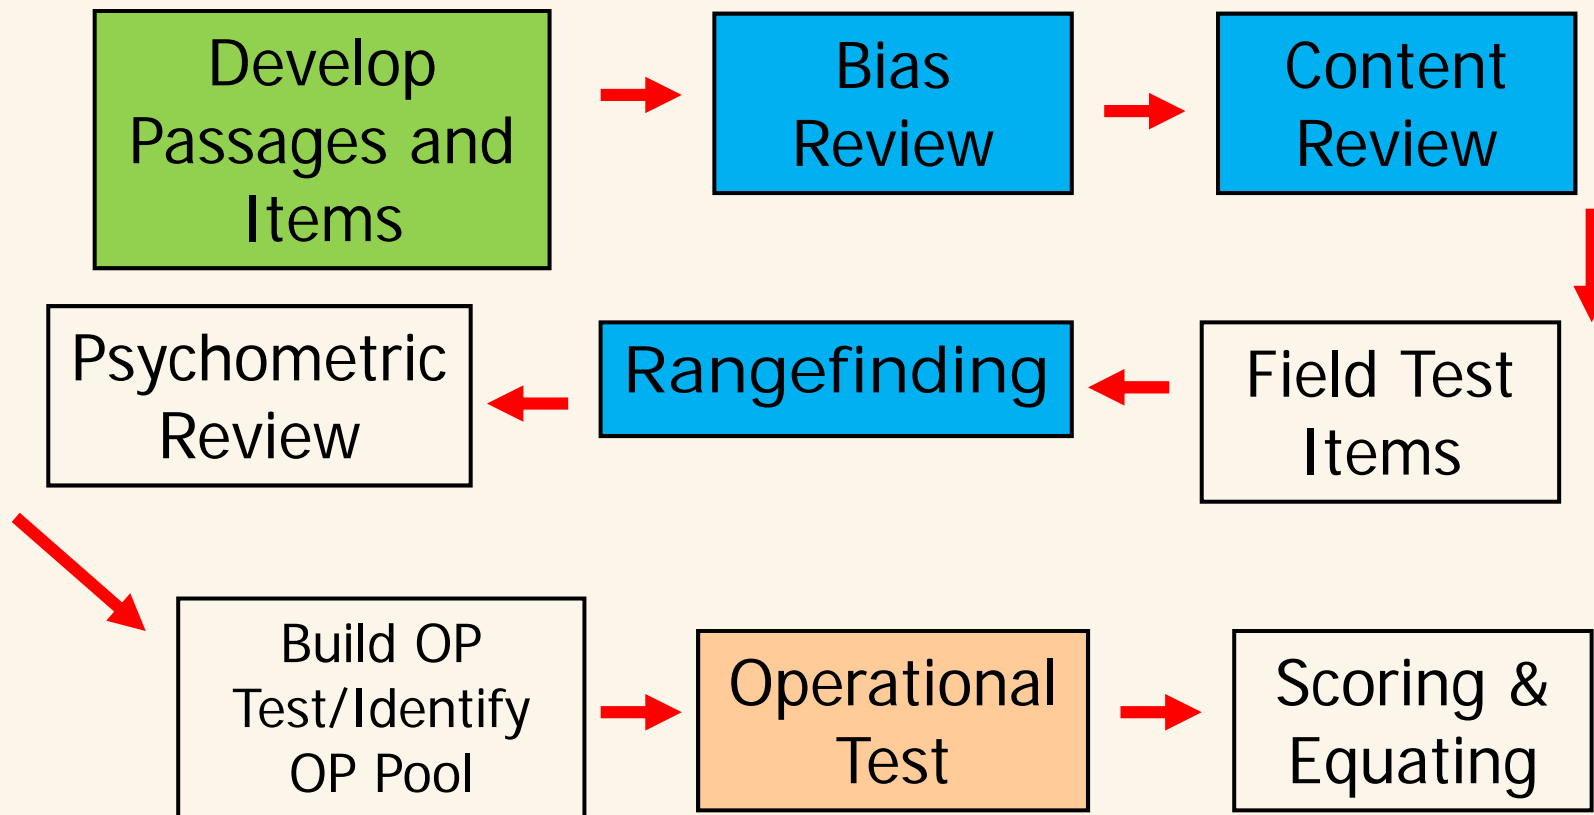 Develop
Passages and
Items
Bias
Review
Content
Review
Psychometric
Review
Rangefinding
Field Test
Items
Build OP
Test/Identify
OP Pool
Operational
Test
Scoring &
Equating